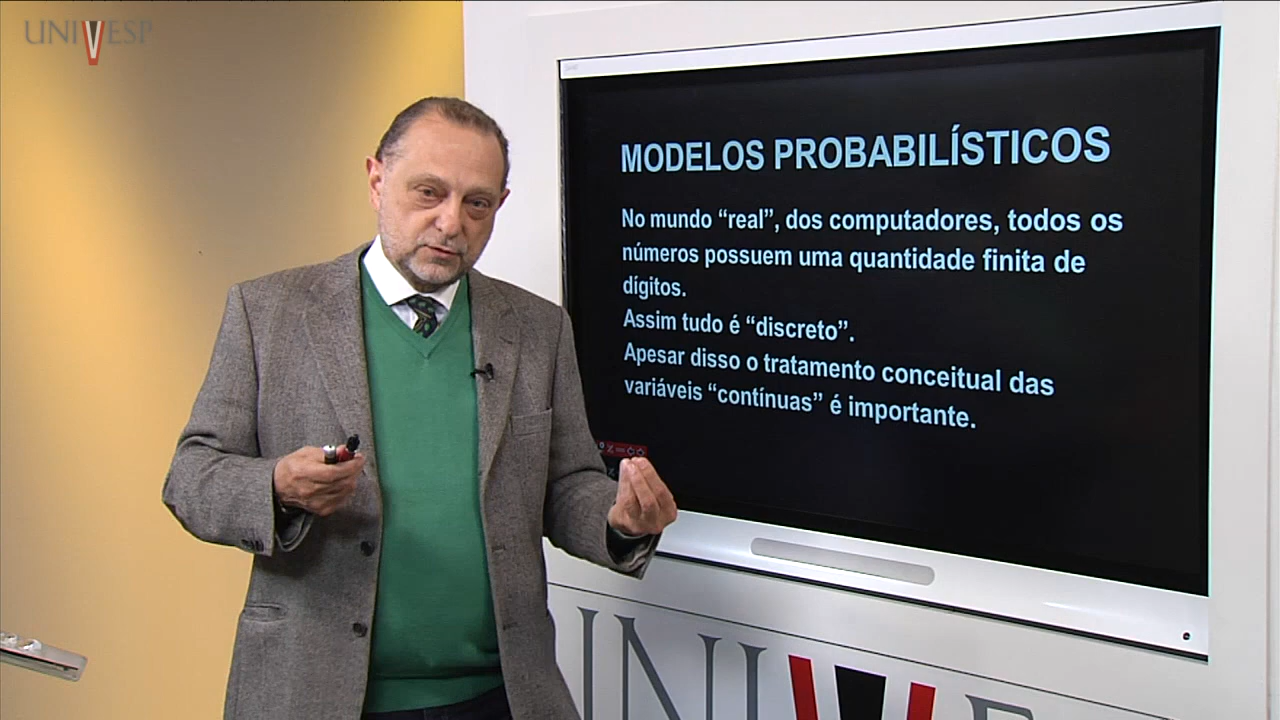 UNIVESP
MODELOS PROBABILÍSTICOS
No mundo “real”, dos computadores, todos os
números possuem uma quantidade finita de
dígitos.
Assim tudo é “discreto”.
Apesar disso o tratamento conceitual das
variáveis “contínuas” é importante.
UNIVE